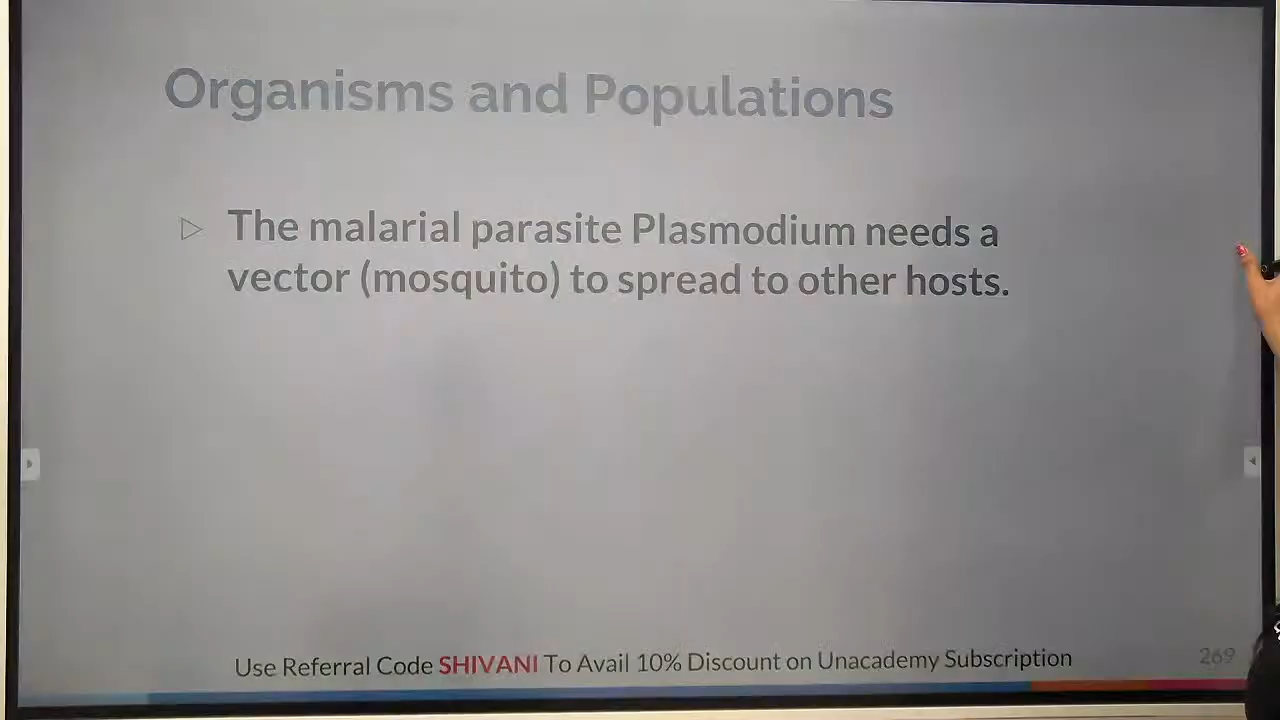 Organisms and Populations
The malarial parasite Plasmodium needs a
vector (mosquito) to spread to other hosts.
Use Referral Code SHIVANI To Avail 10% Discount on Unacademy Subscription
269